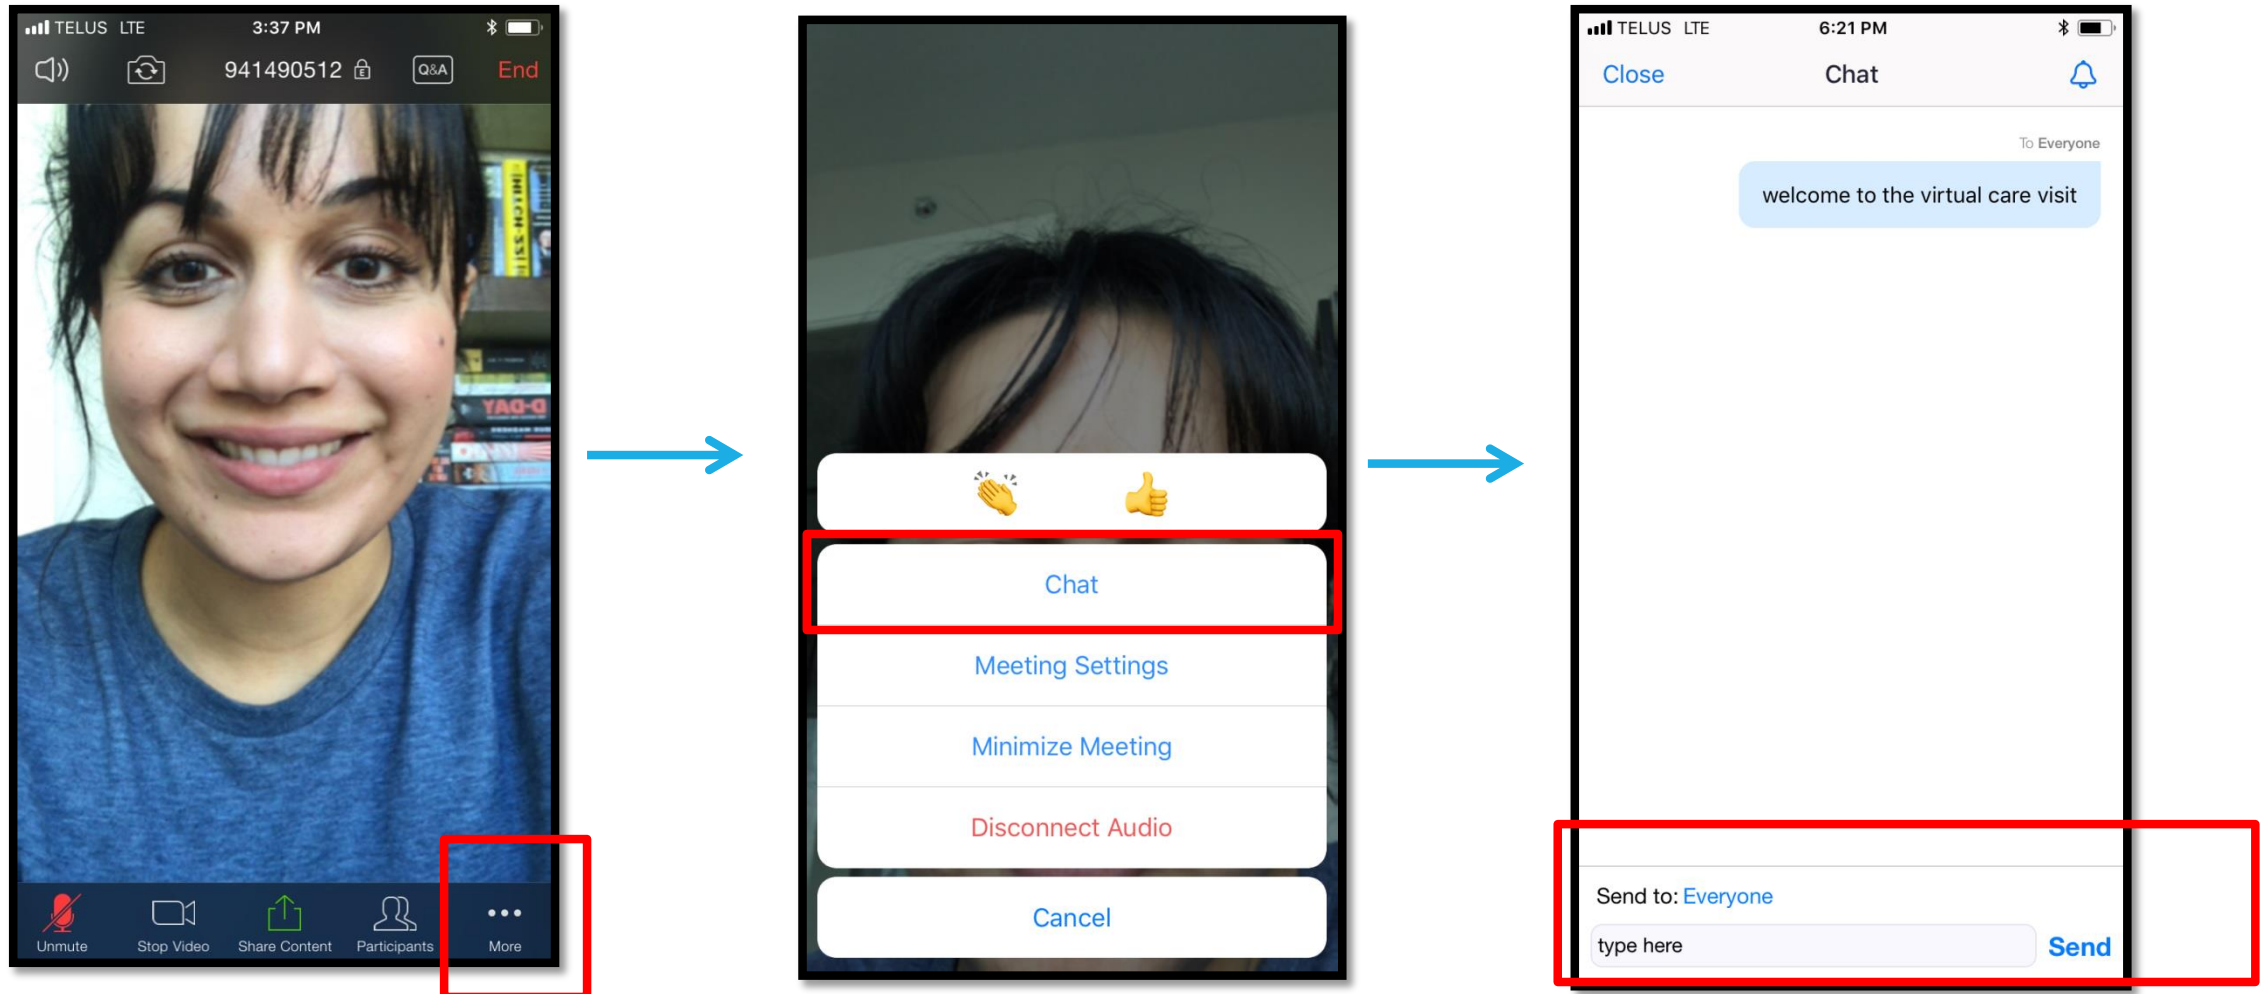 TELUS LTE 3:37 PM
941490512 E Q&A End
D-DAY
Unmute Stop Video Share Content Participants More
Chat
Meeting Settings
Minimize Meeting
Disconnect Audio
Cancel
TELUS LTE 6:21 PM
Close Chat
To Everyone
welcome to the virtual care visit
Send to: Everyone
type here Send